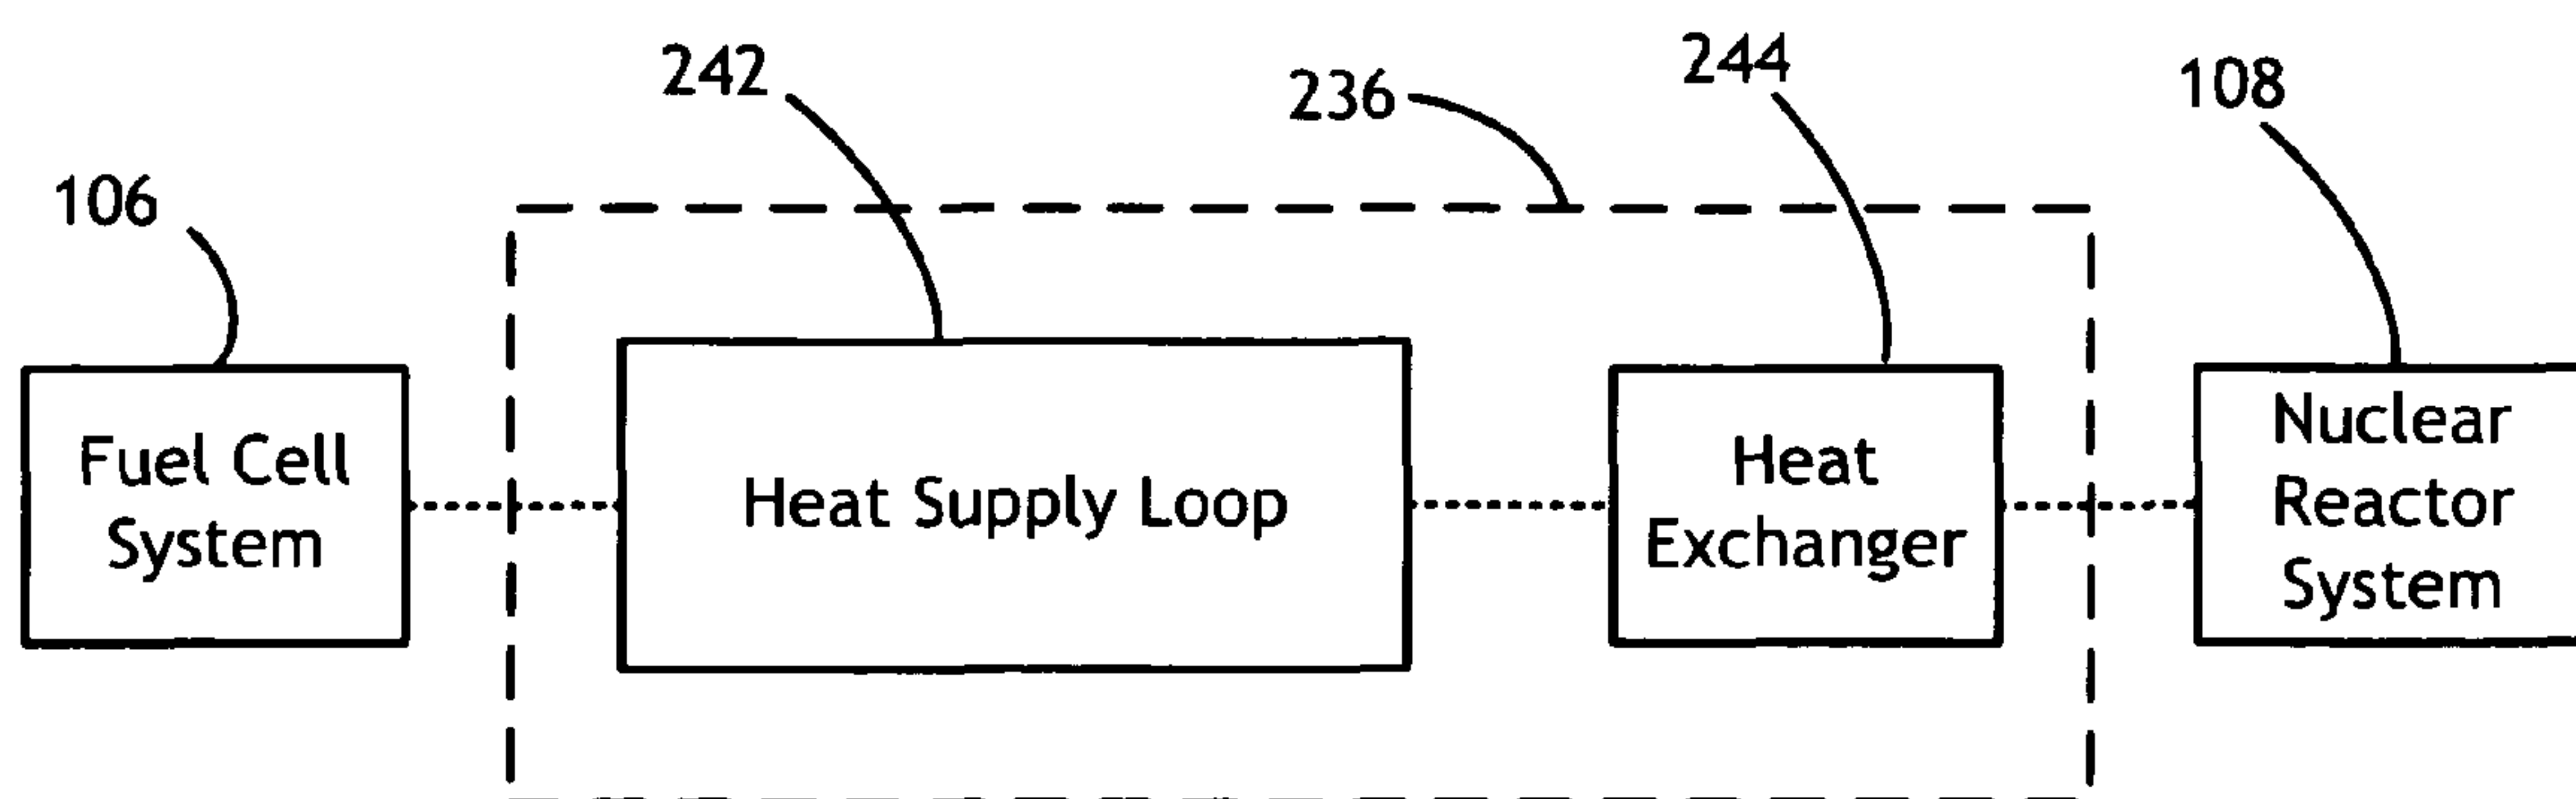 242
236
244
108
106
Fuel Cell
System
Heat Supply Loop
Heat
Exchanger
Nuclear
Reactor
System